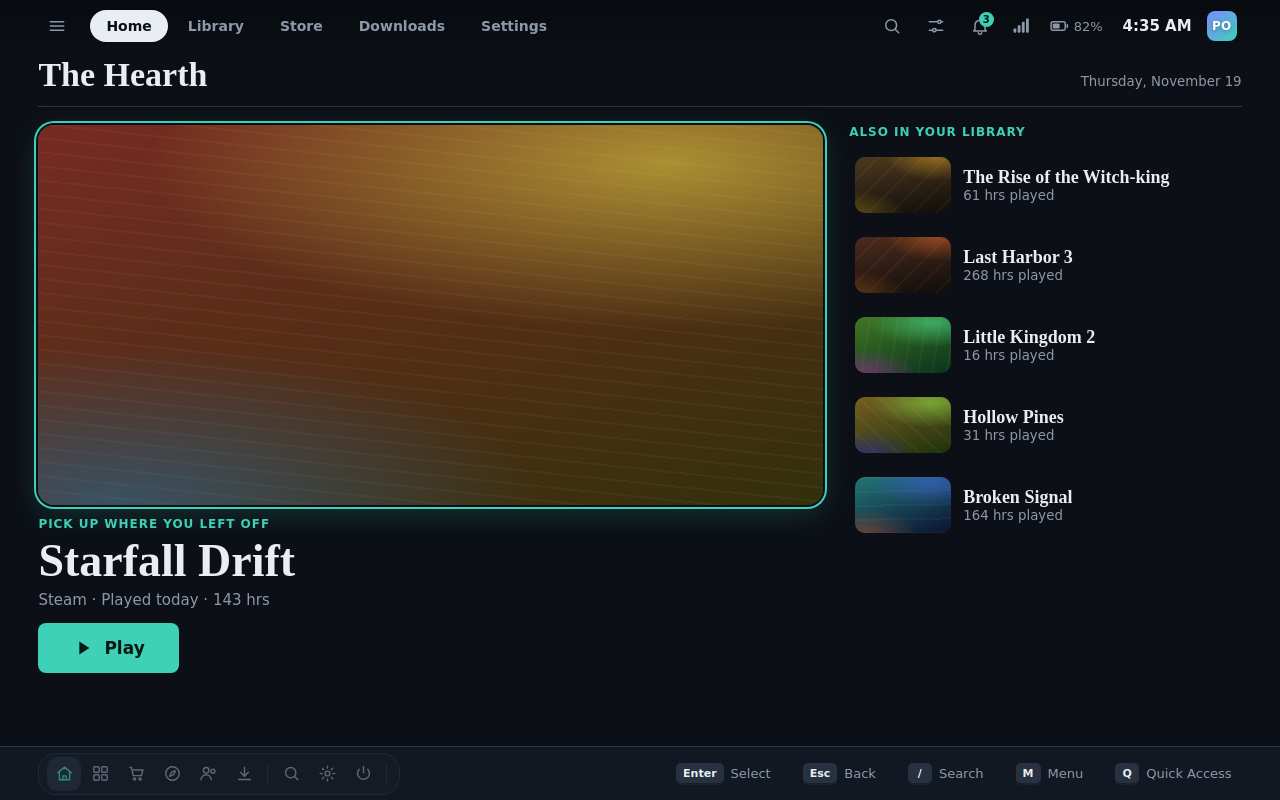 Home Library Store Downloads Settings 3 82% 4:35 AM PO
The Hearth
Thursday, November 19
PICK UP WHERE YOU LEFT OFF
Starfall Drift
Steam · Played today · 143 hrs
Play
ALSO IN YOUR LIBRARY
The Rise of the Witch-king
61 hrs played
Last Harbor 3
268 hrs played
Little Kingdom 2
16 hrs played
Hollow Pines
31 hrs played
Broken Signal
164 hrs played
Enter Select Esc Back / Search M Menu Q Quick Access